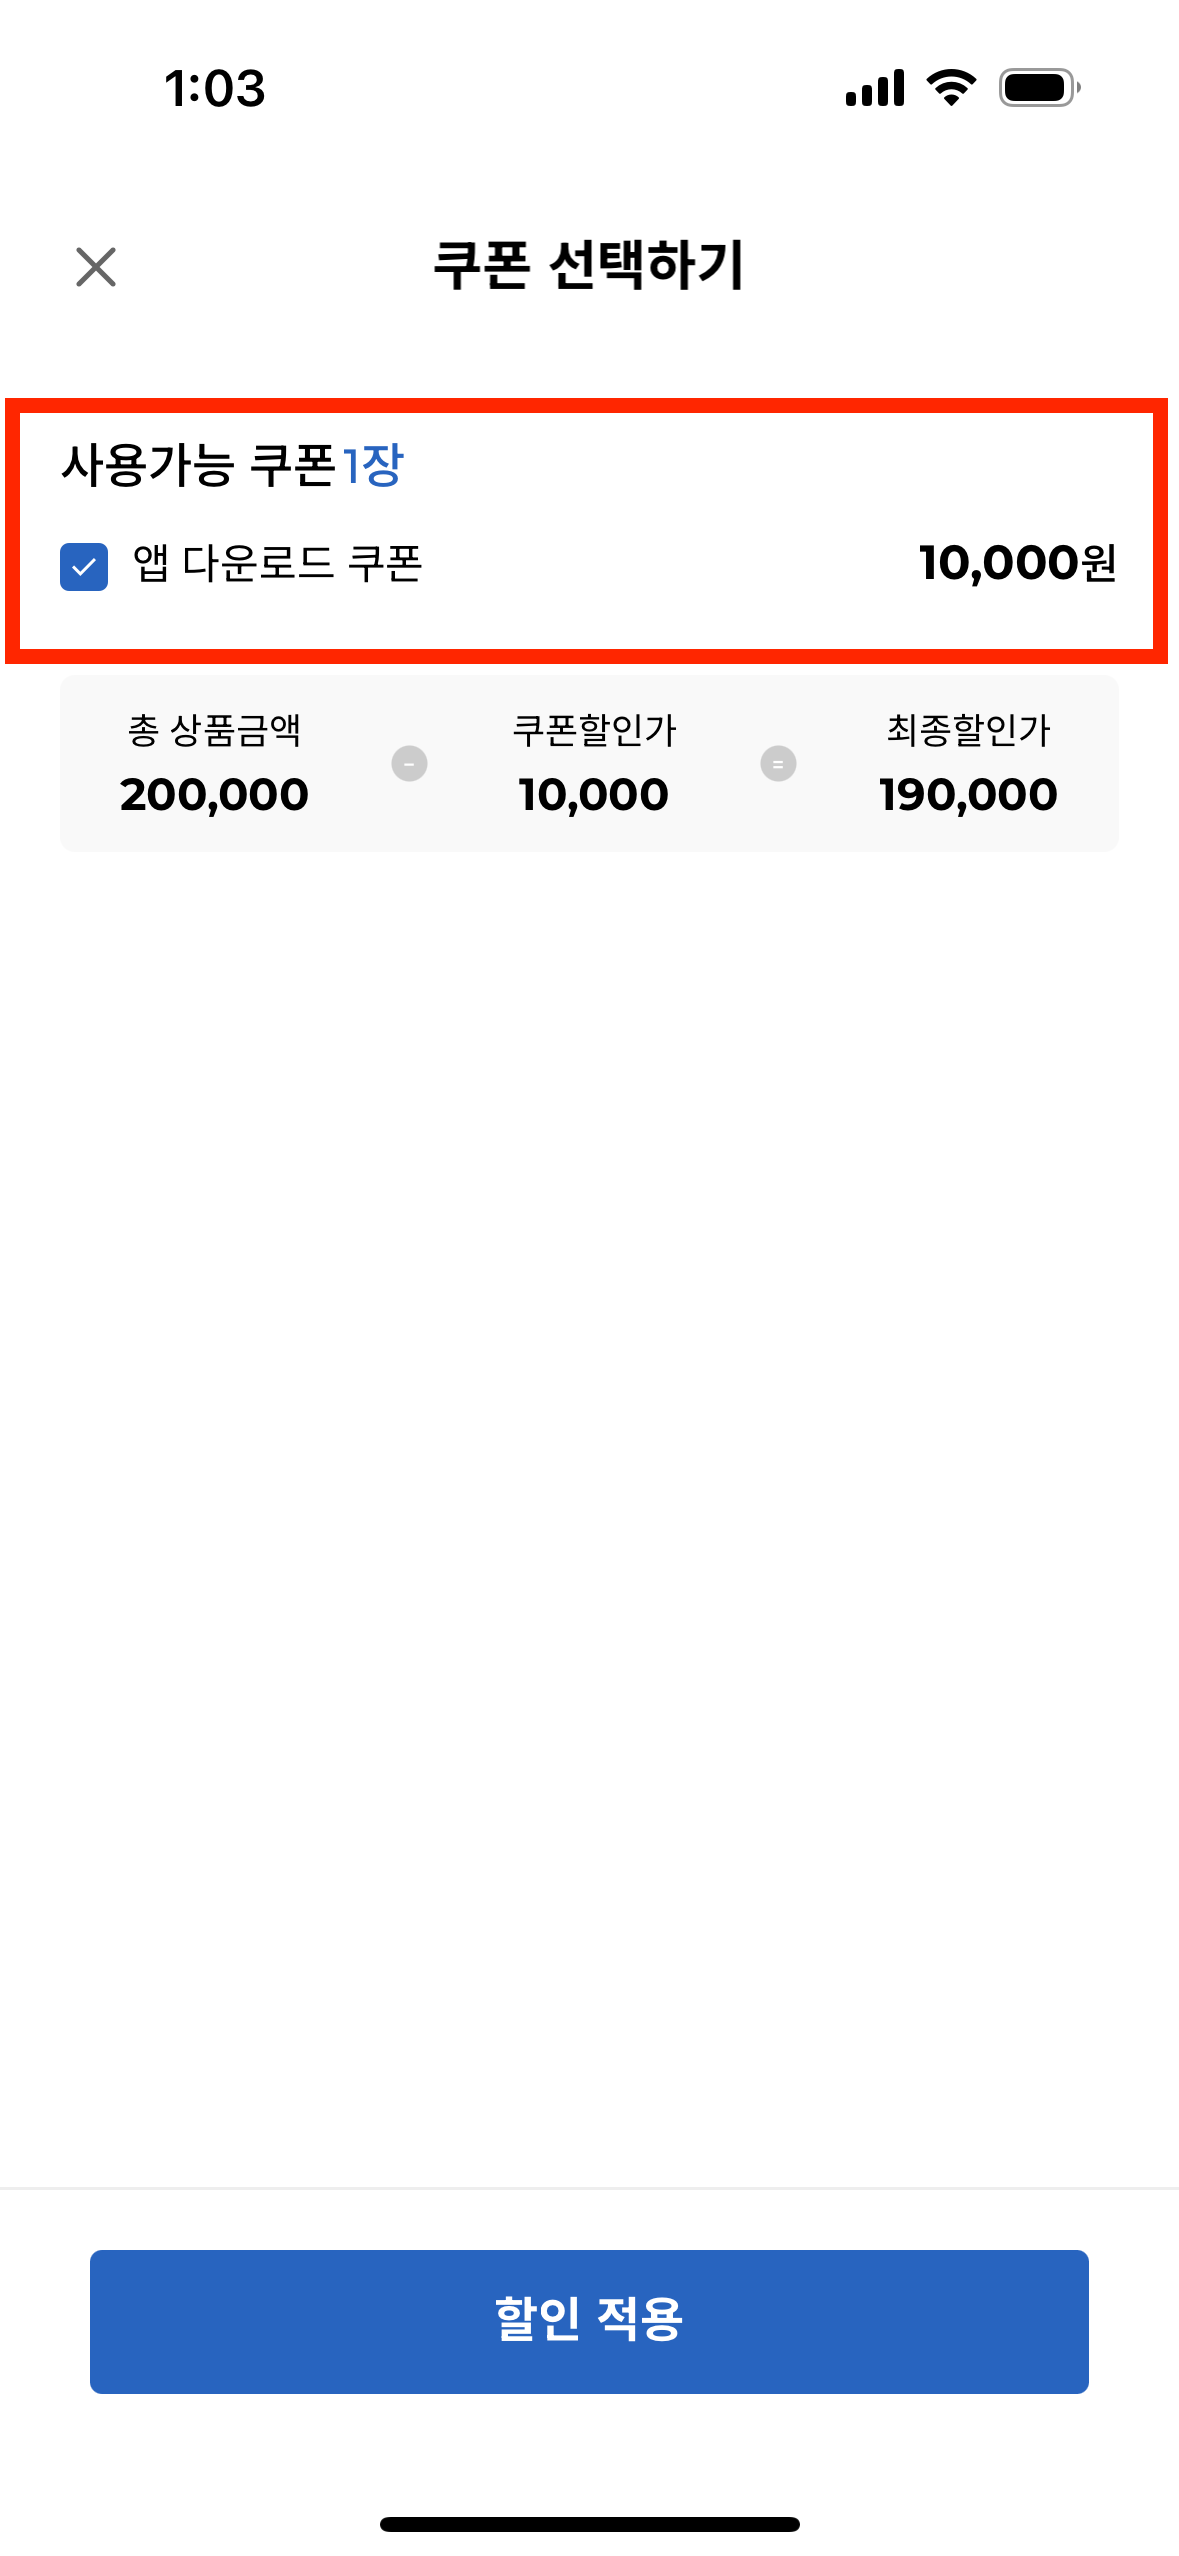 1:03
쿠폰 선택하기
사용가능 쿠폰 1장
앱 다운로드 쿠폰 10,000원
총 상품금액 쿠폰할인가 최종할인가
200,000 - 10,000 = 190,000
할인 적용